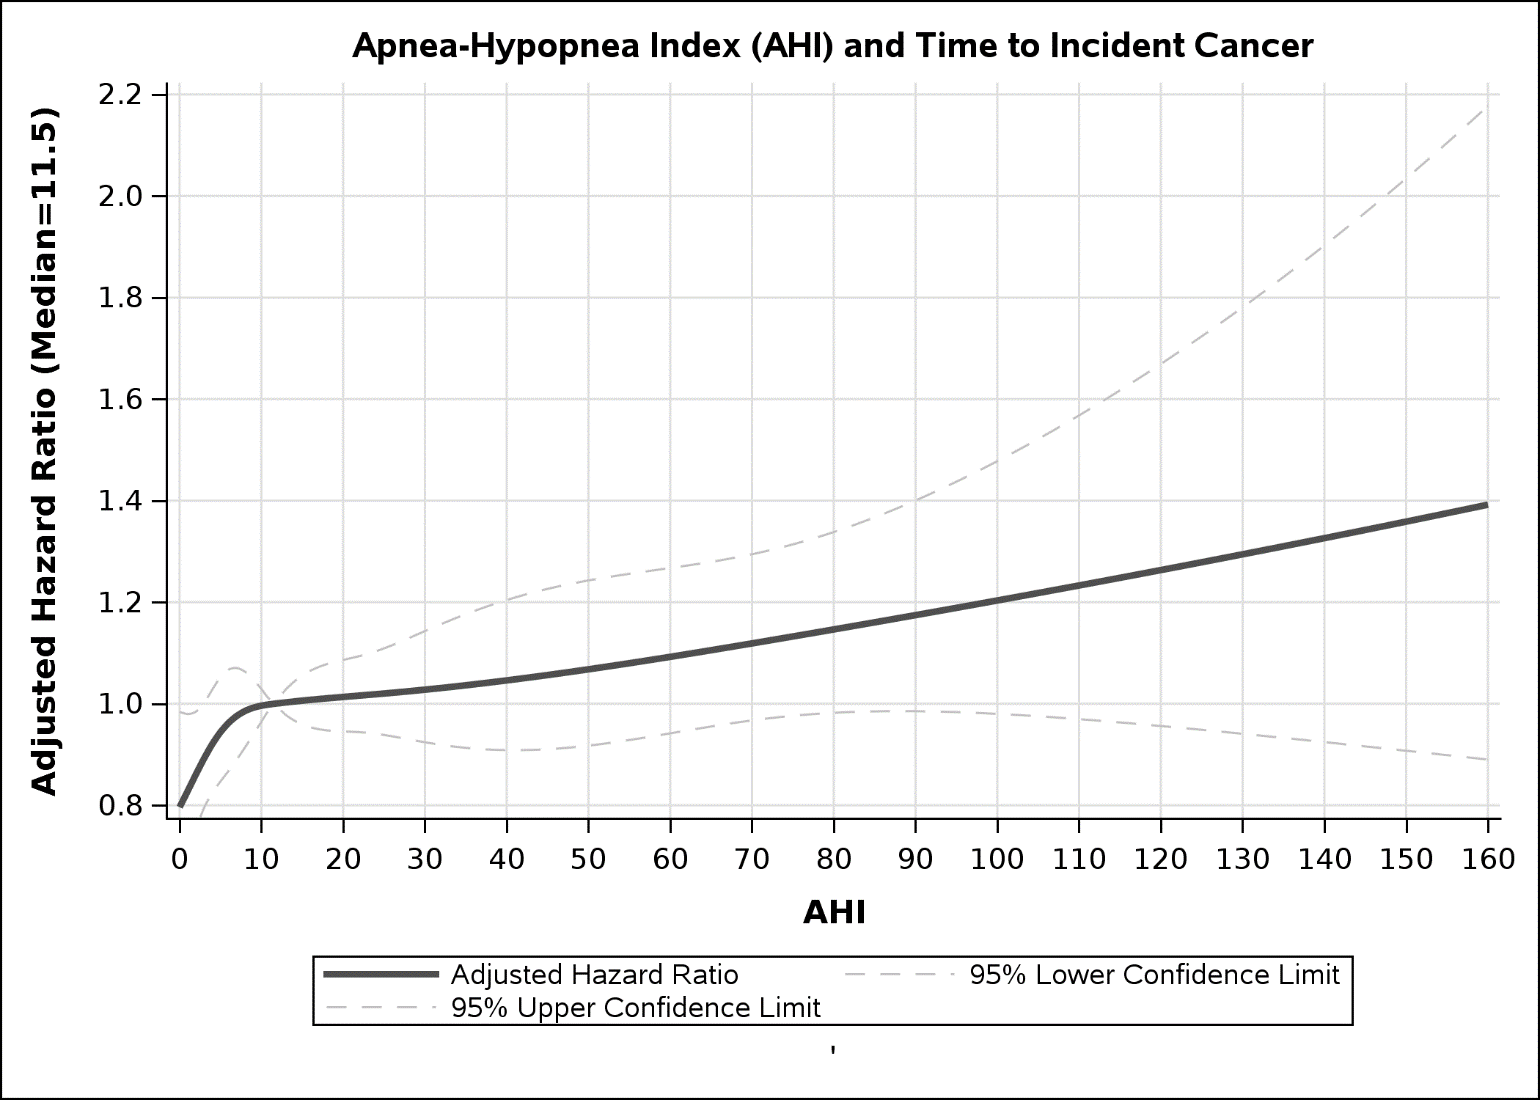 Apnea-Hypopnea Index (AHI) and Time to Incident Cancer
Adjusted Hazard Ratio (Median=11.5)
2.2
2.0
1.8
1.6
1.4
1.2
1.0
0.8
0 10 20 30 40 50 60 70 80 90 100 110 120 130 140 150 160
AHI
Adjusted Hazard Ratio 95% Lower Confidence Limit
95% Upper Confidence Limit
'